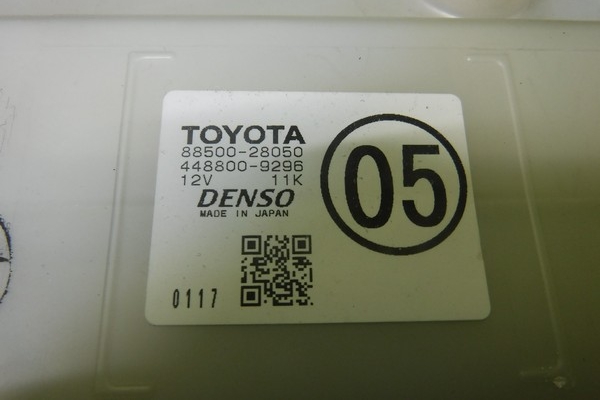 TOYOTA
88500-28050
448800-9296
12V 11K
DENSO
MADE IN JAPAN
05
0117